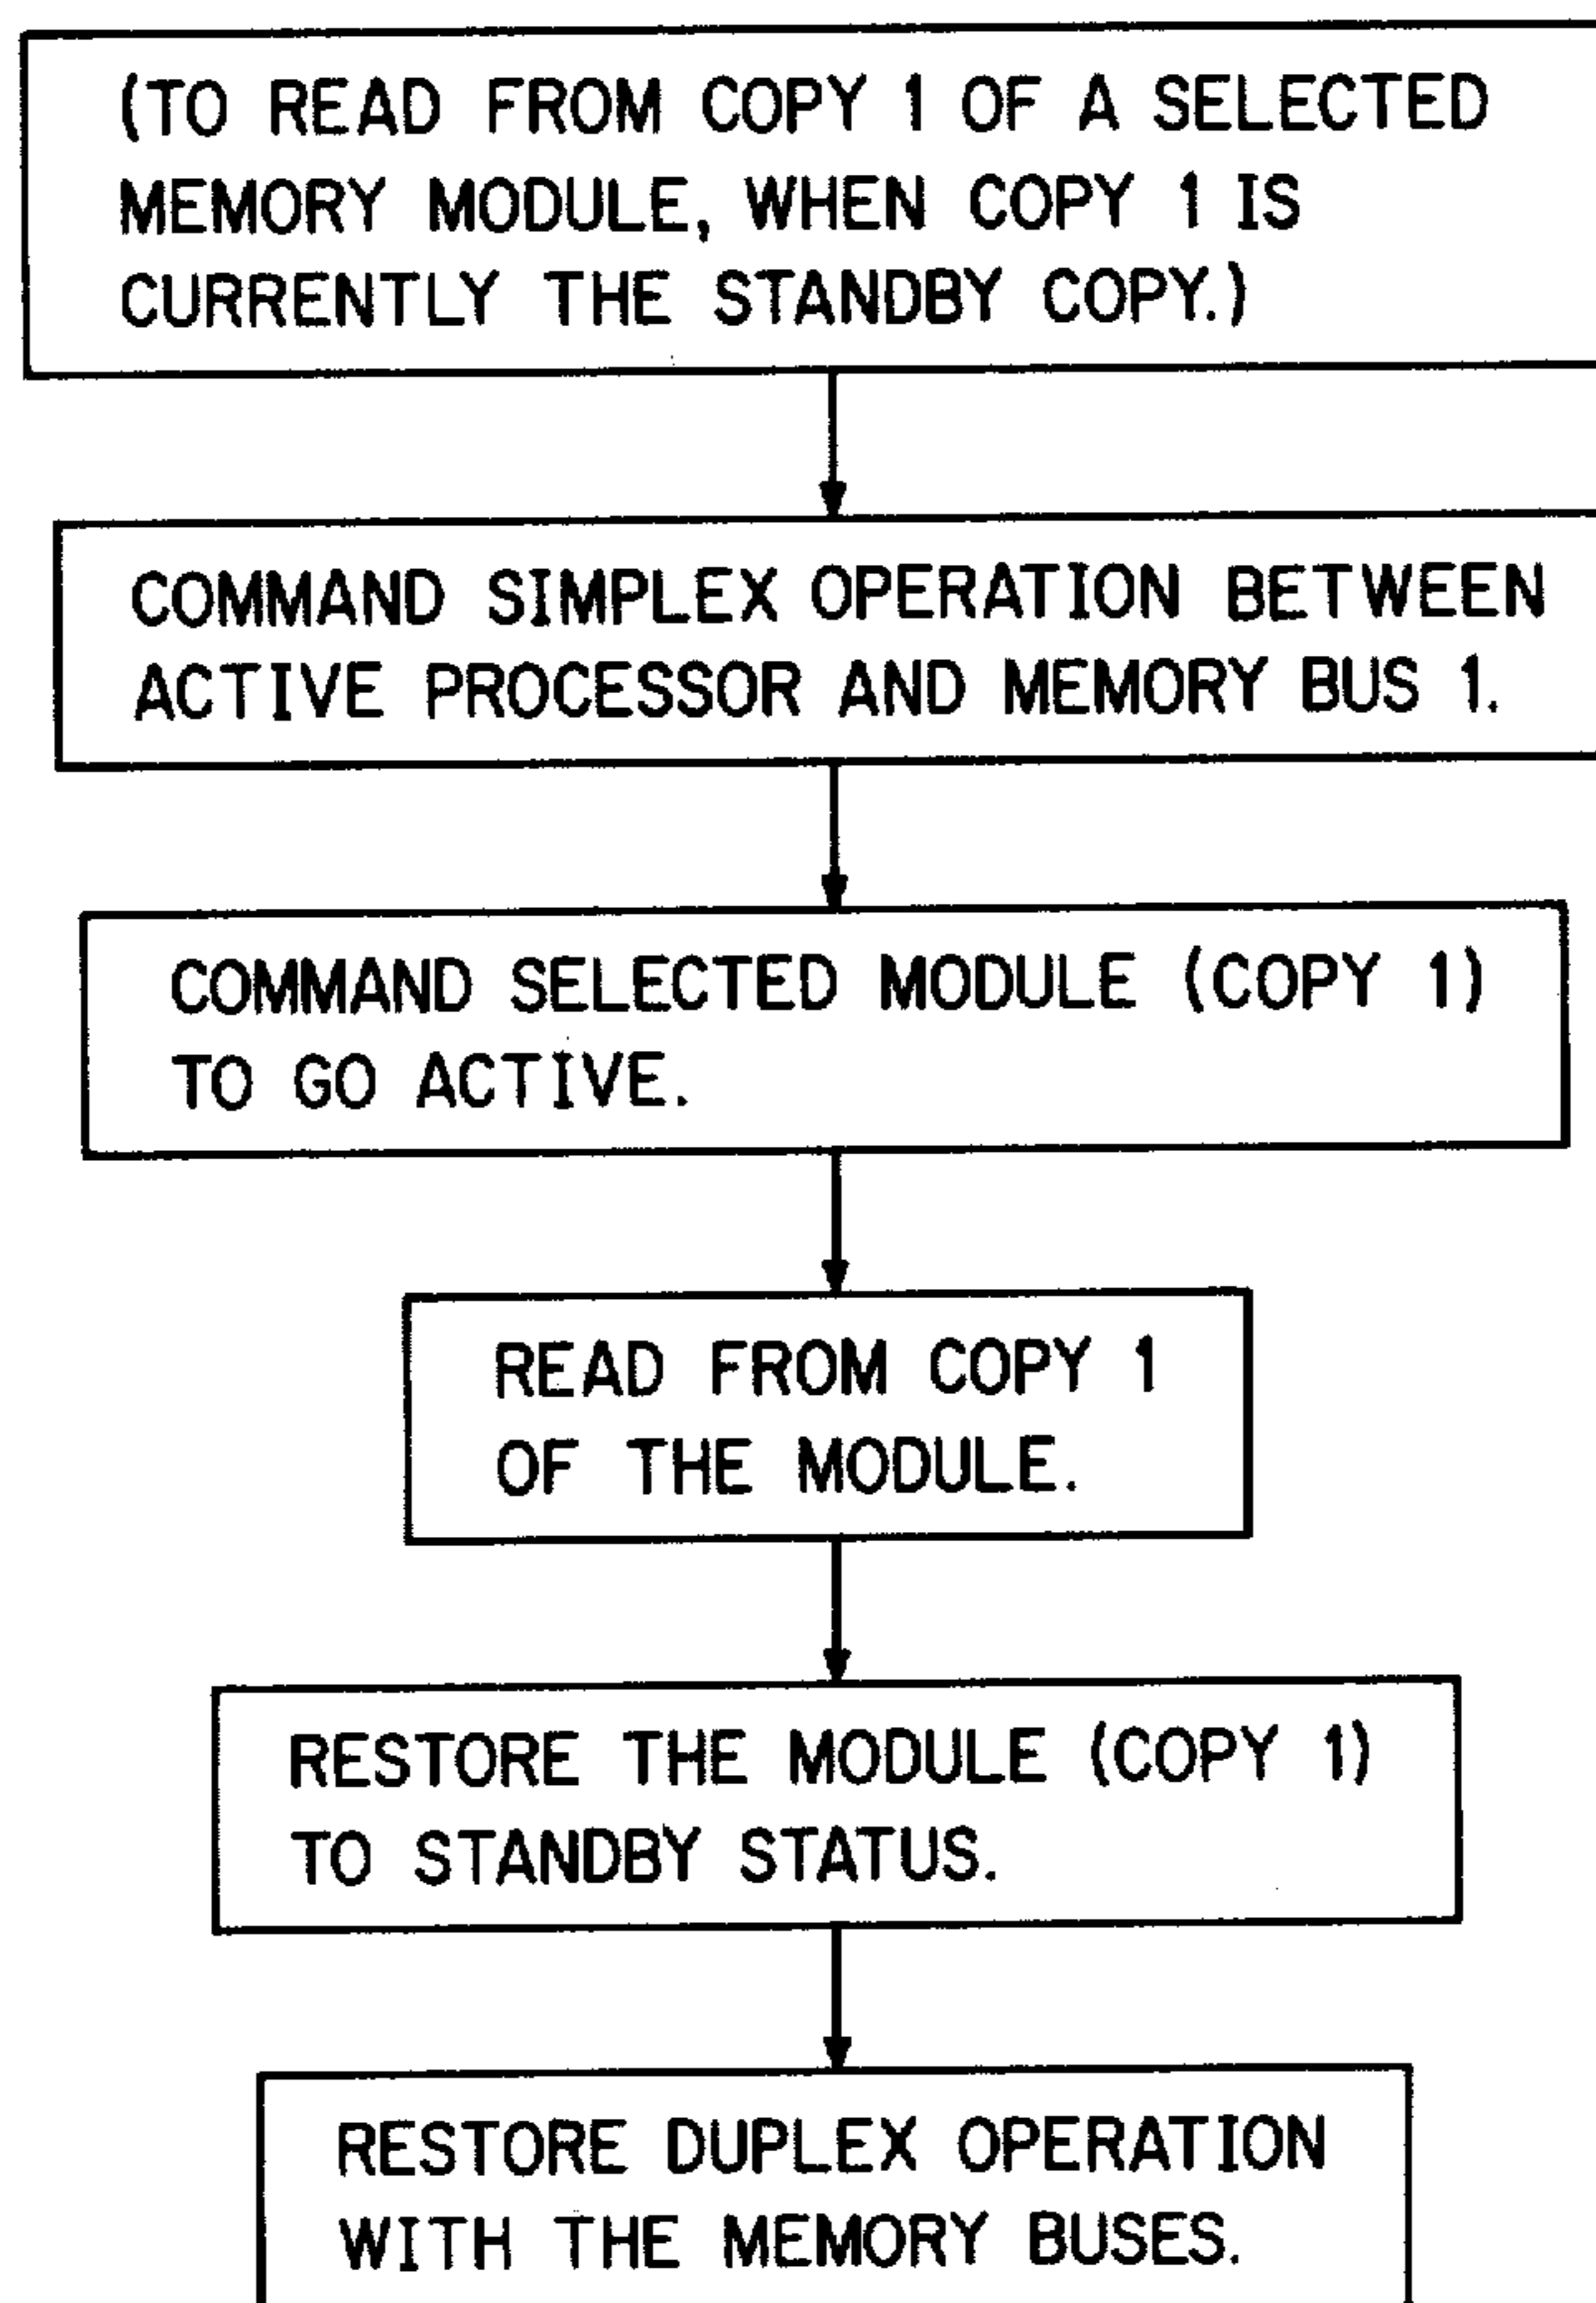 (TO READ FROM COPY 1 OF A SELECTED
MEMORY MODULE, WHEN COPY 1 IS
CURRENTLY THE STANDBY COPY.)
COMMAND SIMPLEX OPERATION BETWEEN
ACTIVE PROCESSOR AND MEMORY BUS 1.
COMMAND SELECTED MODULE (COPY 1)
TO GO ACTIVE.
READ FROM COPY 1
OF THE MODULE.
RESTORE THE MODULE (COPY 1)
TO STANDBY STATUS.
RESTORE DUPLEX OPERATION
WITH THE MEMORY BUSES.